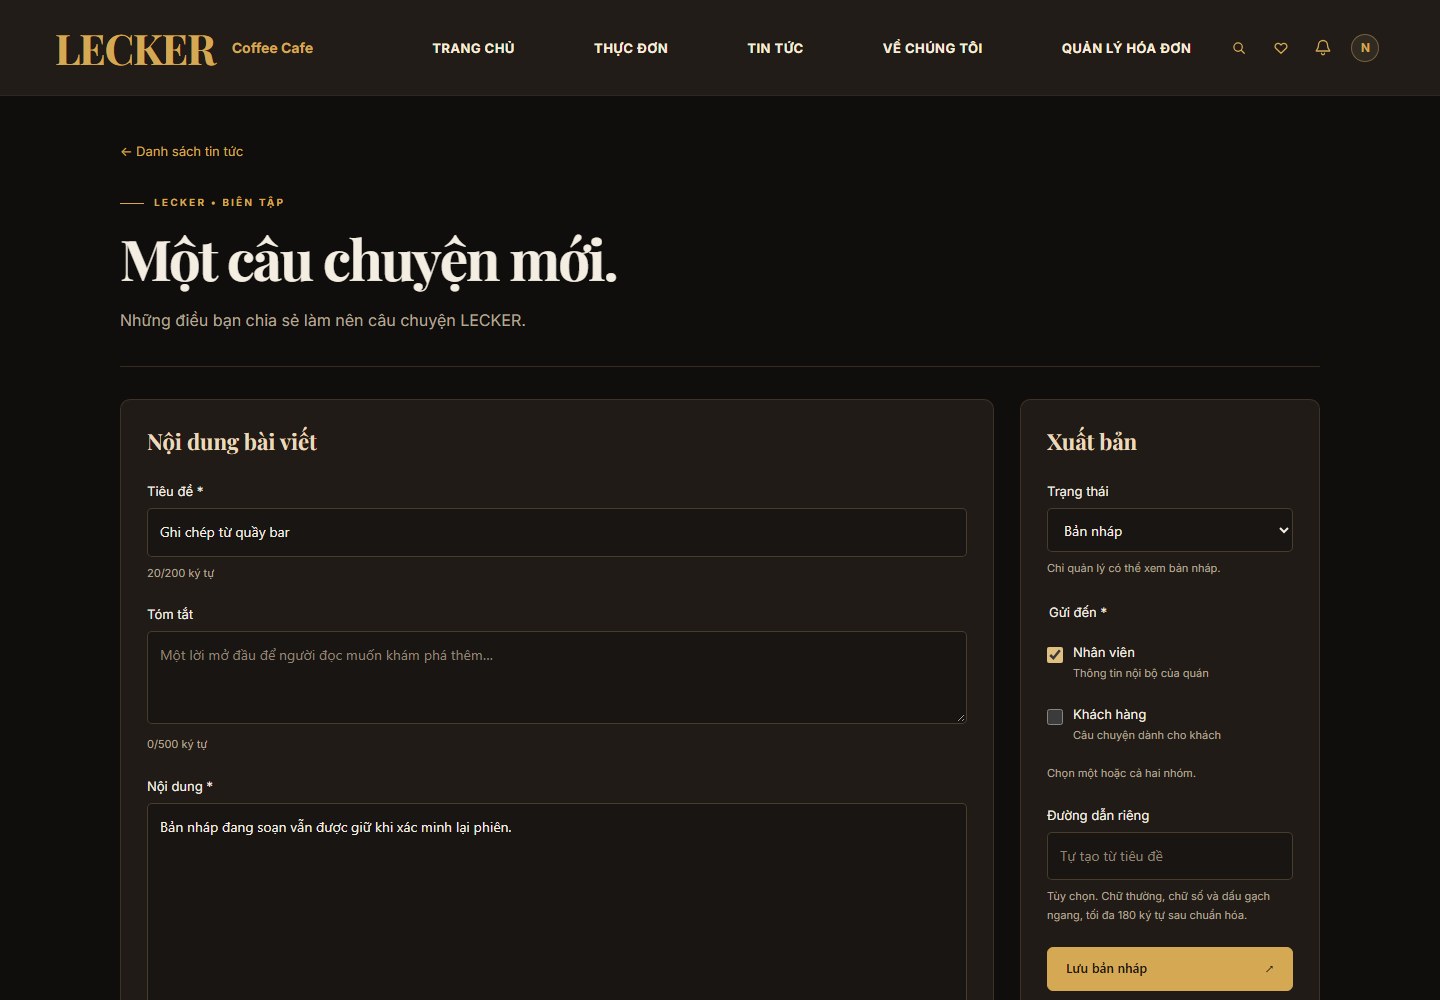 LECKER Coffee Cafe
TRANG CHỦ
THỰC ĐƠN
TIN TỨC
VỀ CHÚNG TÔI
QUẢN LÝ HÓA ĐƠN
N
← Danh sách tin tức
LECKER • BIÊN TẬP
Một câu chuyện mới.
Những điều bạn chia sẻ làm nên câu chuyện LECKER.
Nội dung bài viết
Tiêu đề *
Ghi chép từ quầy bar
20/200 ký tự
Tóm tắt
Một lời mở đầu để người đọc muốn khám phá thêm...
0/500 ký tự
Nội dung *
Bản nháp đang soạn vẫn được giữ khi xác minh lại phiên.
Xuất bản
Trạng thái
Bản nháp
Chỉ quản lý có thể xem bản nháp.
Gửi đến *
Nhân viên
Thông tin nội bộ của quán
Khách hàng
Câu chuyện dành cho khách
Chọn một hoặc cả hai nhóm.
Đường dẫn riêng
Tự tạo từ tiêu đề
Tùy chọn. Chữ thường, chữ số và dấu gạch
ngang, tối đa 180 ký tự sau chuẩn hóa.
Lưu bản nháp ↗